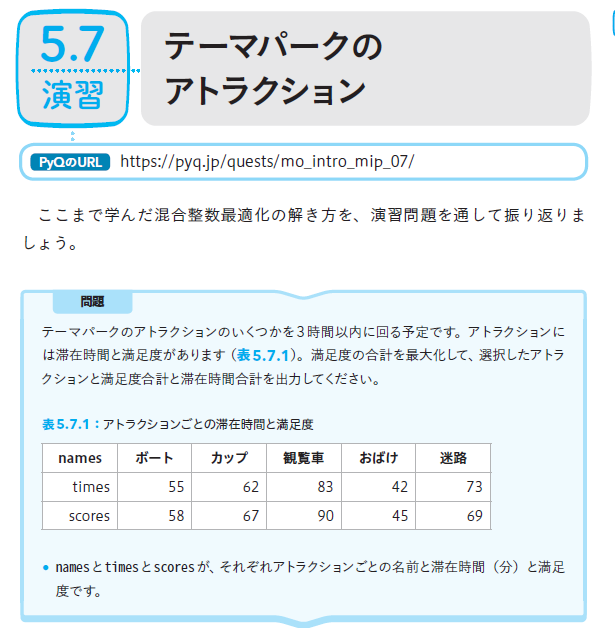 5.7
演習
テーマパークの
アトラクション
PyQのURL https://pyq.jp/quests/mo_intro_mip_07/
ここまで学んだ混合整数最適化の解き方を、演習問題を通して振り返りま
しょう。
問題
テーマパークのアトラクションのいくつかを3時間以内に回る予定です。アトラクションに
は滞在時間と満足度があります（表5.7.1）。満足度の合計を最大化して、選択したアトラ
クションと満足度合計と滞在時間合計を出力してください。
表5.7.1：アトラクションごとの滞在時間と満足度
names ボート カップ 観覧車 おばけ 迷路
times 55 62 83 42 73
scores 58 67 90 45 69
• namesとtimesとscoresが、それぞれアトラクションごとの名前と滞在時間（分）と満足
度です。